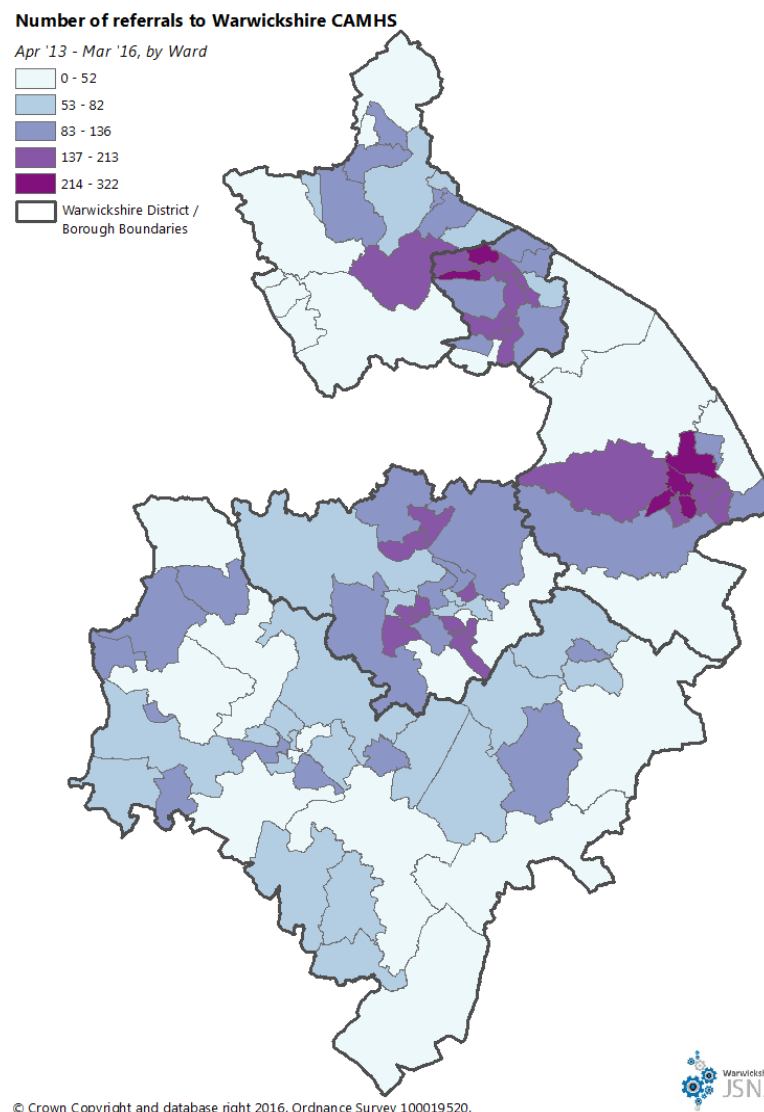 Number of referrals to Warwickshire CAMHS
Apr '13 - Mar '16, by Ward
0 - 52
53 - 82
83 - 136
137 - 213
214 - 322
Warwickshire District /
Borough Boundaries
Warwickshi
JSN
© Crown Copyright and database right 2016. Ordnance Survey 100019520.